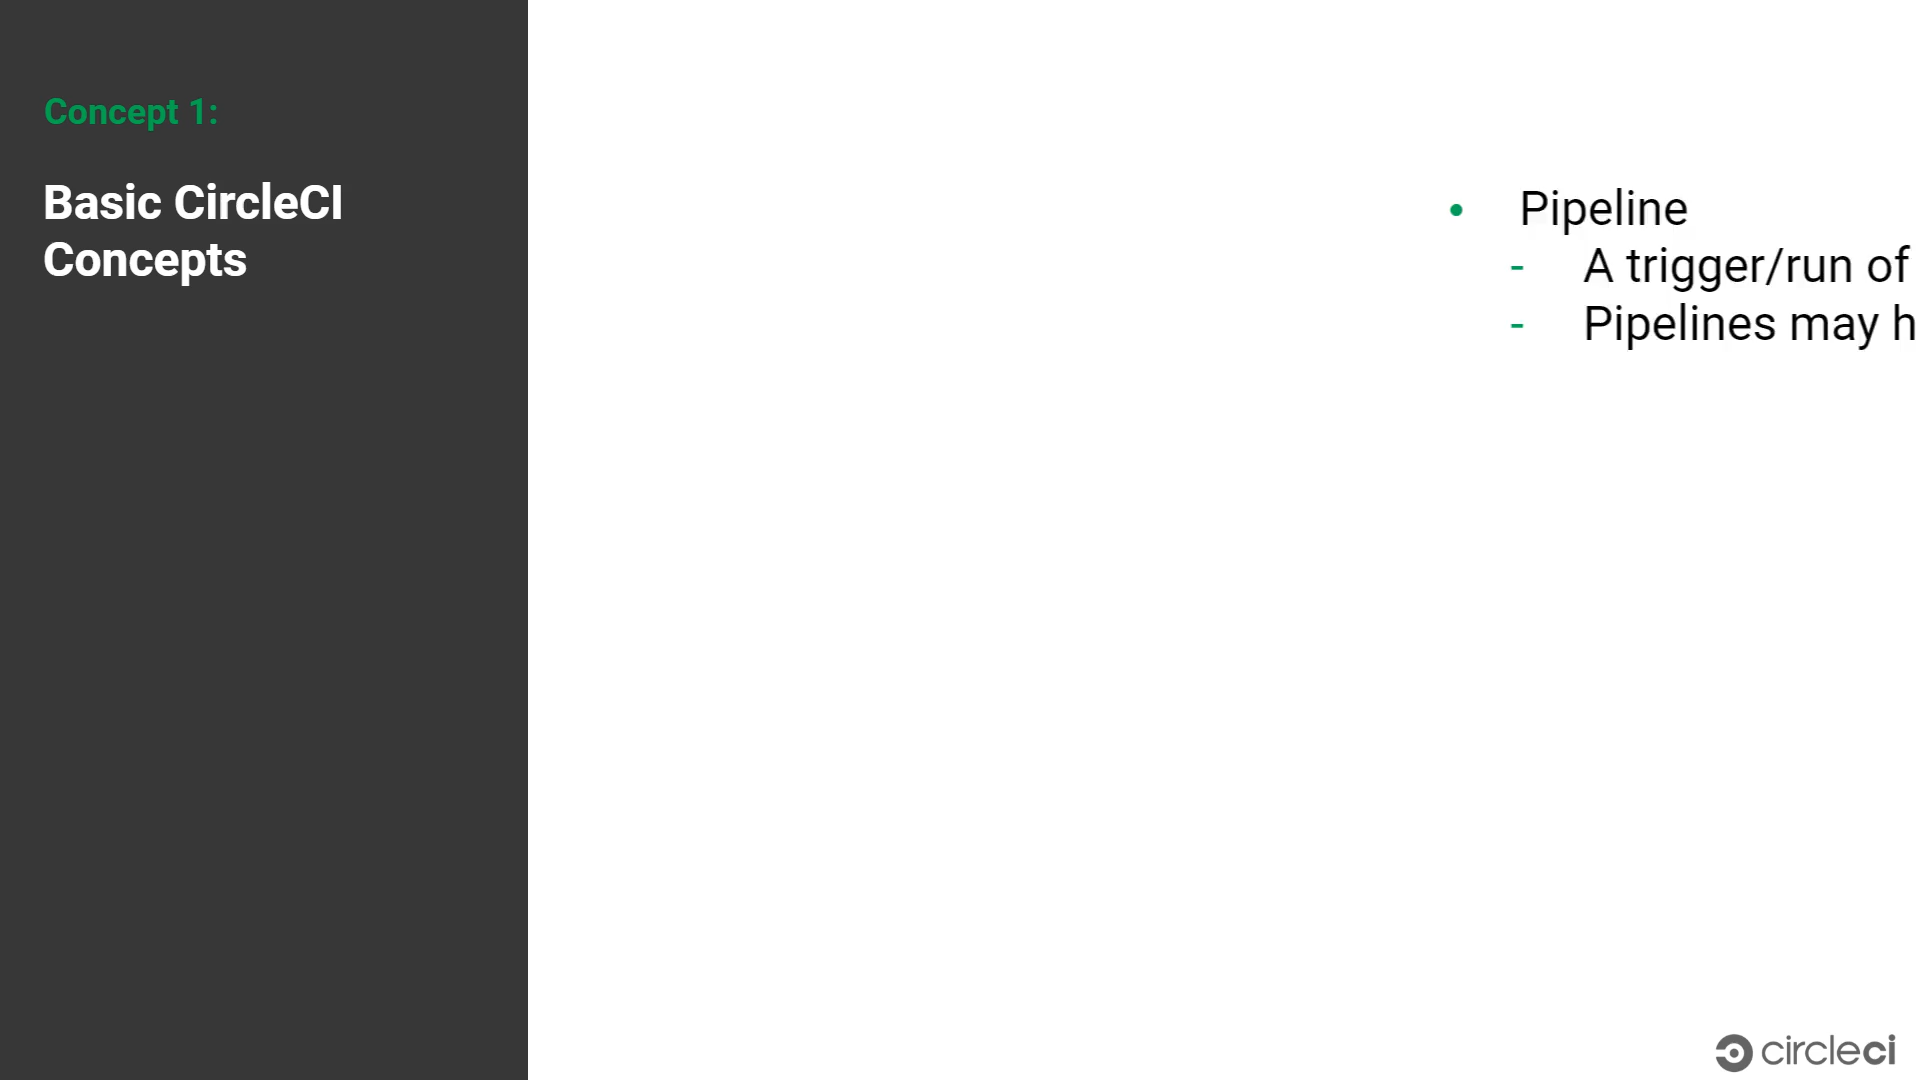 Concept 1:
Basic CircleCI
Concepts
• Pipeline
- A trigger/run of
- Pipelines may h
circleci